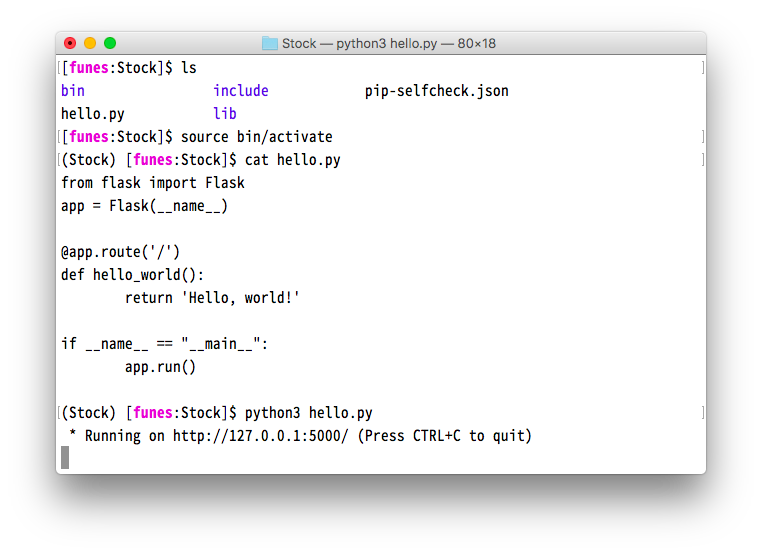 Stock — python3 hello.py — 80×18
[[funes:Stock]$ ls
bin                include            pip-selfcheck.json
hello.py           lib
[[funes:Stock]$ source bin/activate
[(Stock) [funes:Stock]$ cat hello.py
from flask import Flask
app = Flask(__name__)

@app.route('/')
def hello_world():
        return 'Hello, world!'

if __name__ == "__main__":
        app.run()

[(Stock) [funes:Stock]$ python3 hello.py
 * Running on http://127.0.0.1:5000/ (Press CTRL+C to quit)